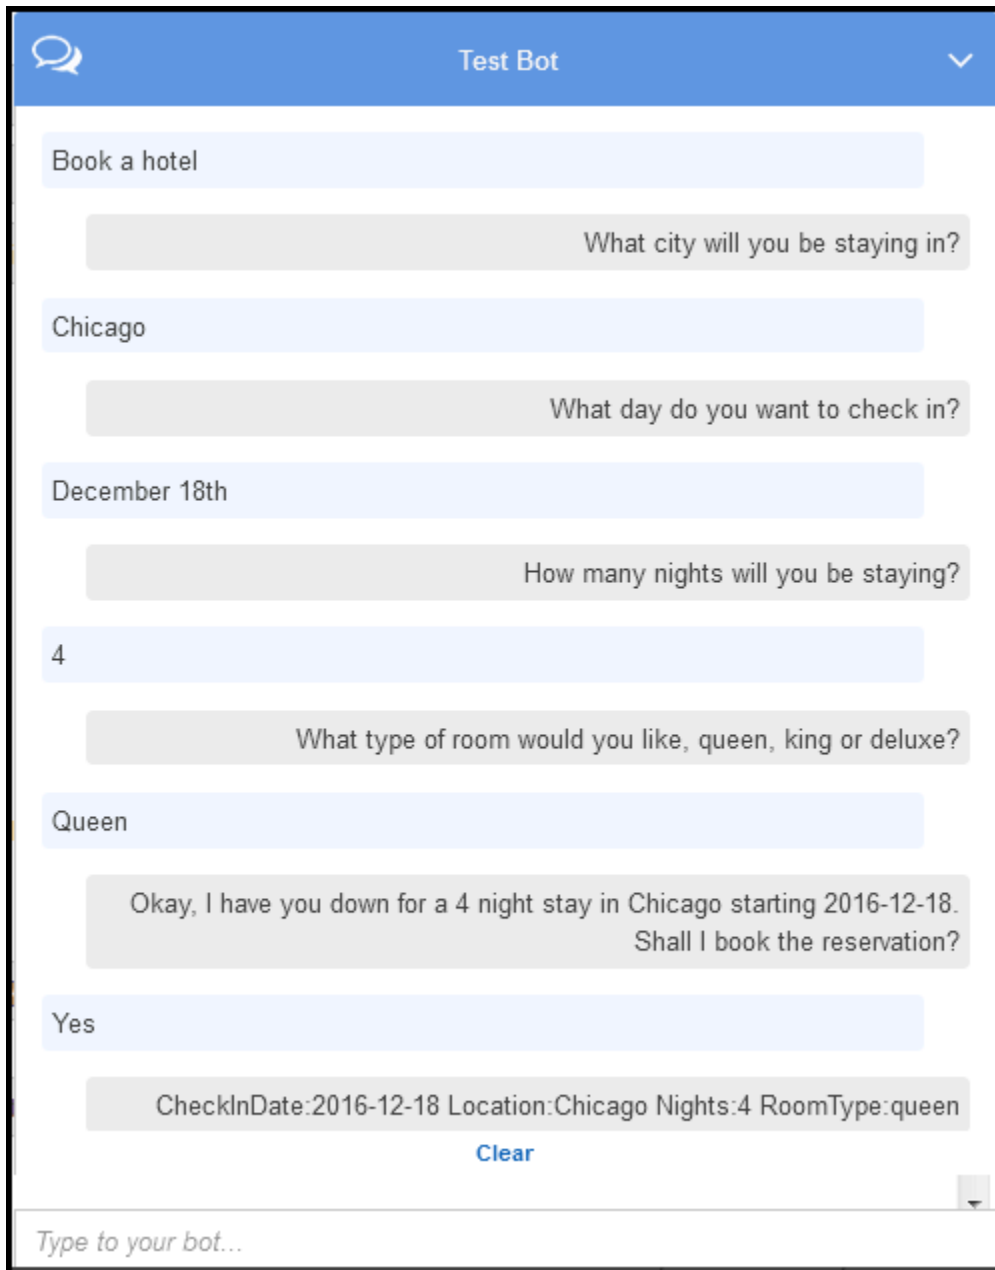 Test Bot
Book a hotel
What city will you be staying in?
Chicago
What day do you want to check in?
December 18th
How many nights will you be staying?
4
What type of room would you like, queen, king or deluxe?
Queen
Okay, I have you down for a 4 night stay in Chicago starting 2016-12-18.
Shall I book the reservation?
Yes
CheckInDate:2016-12-18 Location:Chicago Nights:4 RoomType:queen
Clear
Type to your bot...